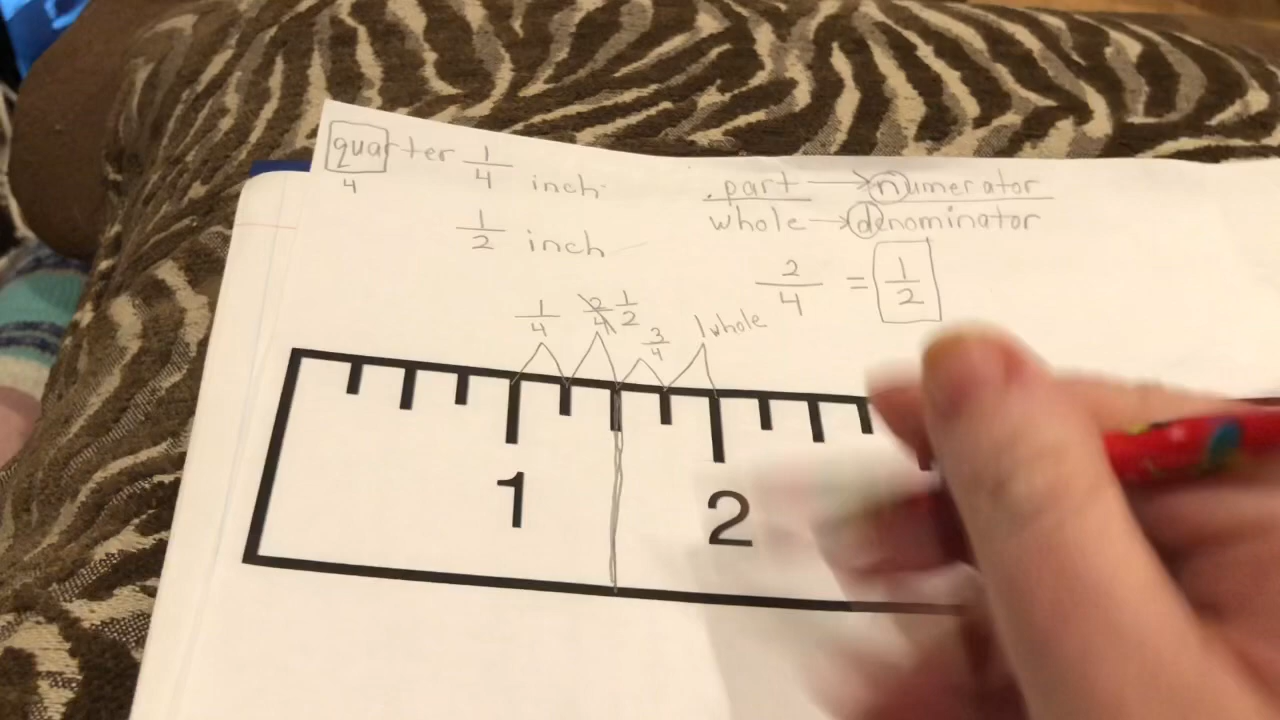 quarter 1/4 inch
4
1/2 inch
part → numerator
whole → denominator
2/4 = 1/2
1/4 2/4 1/2 3/4 1 whole
1 2